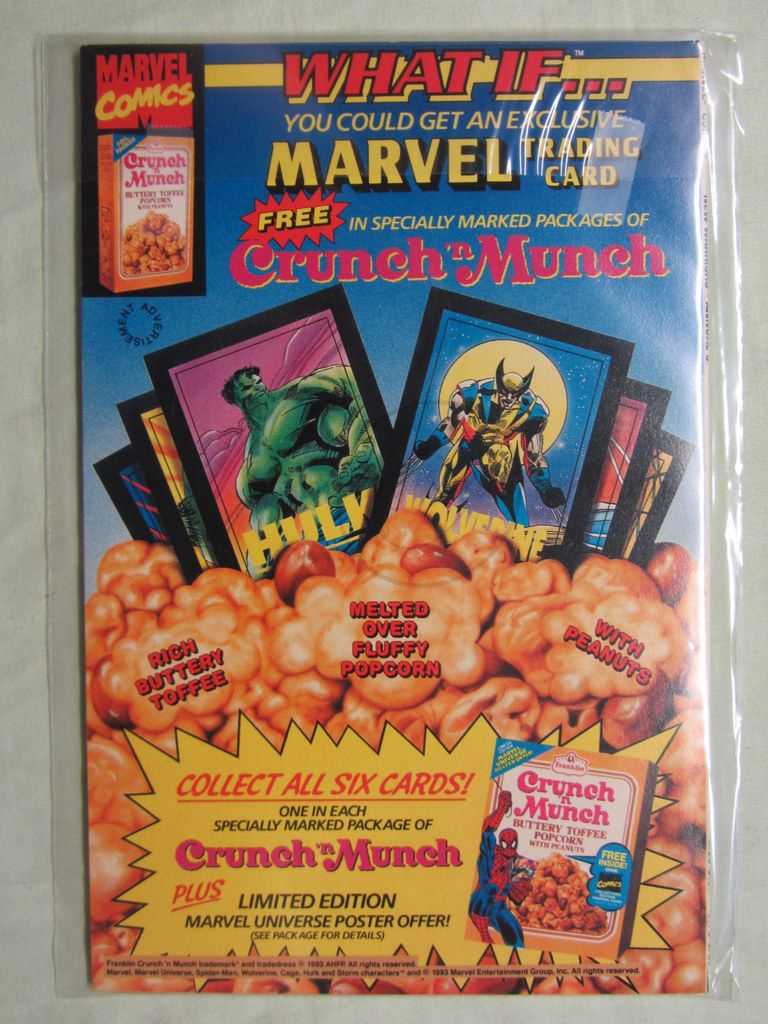 MARVEL
COMICS
WHAT IF...™
YOU COULD GET AN EXCLUSIVE
MARVEL TRADING
CARD
FREE IN SPECIALLY MARKED PACKAGES OF
Crunch 'n Munch
Crunch
'n
Munch
BUTTERY TOFFEE
POPCORN
WITH PEANUTS
ADVERTISEMENT
HULK
WOLVERINE
RICH
BUTTERY
TOFFEE
MELTED
OVER
FLUFFY
POPCORN
WITH
PEANUTS
COLLECT ALL SIX CARDS!
ONE IN EACH
SPECIALLY MARKED PACKAGE OF
Crunch 'n Munch
PLUS LIMITED EDITION
MARVEL UNIVERSE POSTER OFFER!
(SEE PACKAGE FOR DETAILS)
Franklin
Crunch
'n
Munch
BUTTERY TOFFEE
POPCORN
WITH PEANUTS
FREE
INSIDE!
ONE
COMICS
Franklin Crunch 'n Munch trademark* and tradedress © 1993 AHFP. All rights reserved.
Marvel, Marvel Universe, Spider-Man, Wolverine, Cage, Hulk and Storm characters™ and © 1993 Marvel Entertainment Group, Inc. All rights reserved.